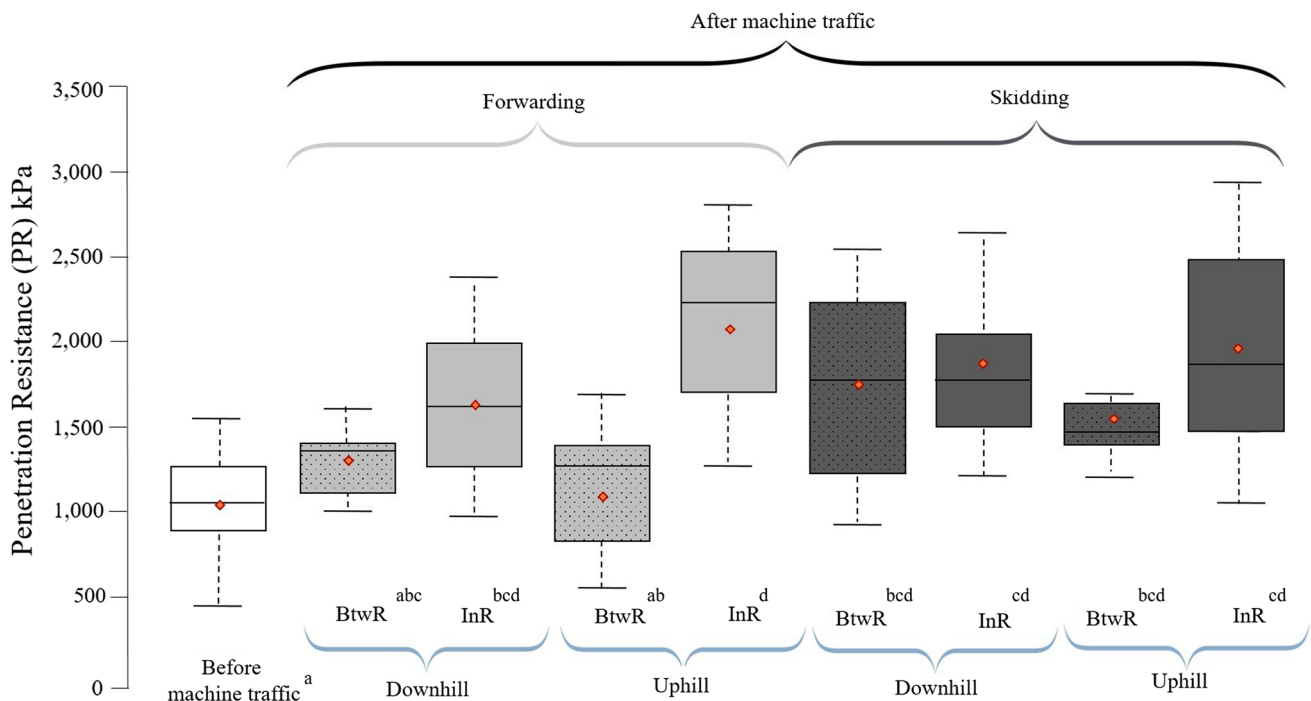 After machine traffic
Forwarding
Skidding
Penetration Resistance (PR) kPa
3,500
3,000
2,500
2,000
1,500
1,000
500
0
BtwR abc
InR bcd
BtwR ab
InR d
BtwR bcd
InR cd
BtwR bcd
InR cd
Before
machine traffic a
Downhill
Uphill
Downhill
Uphill